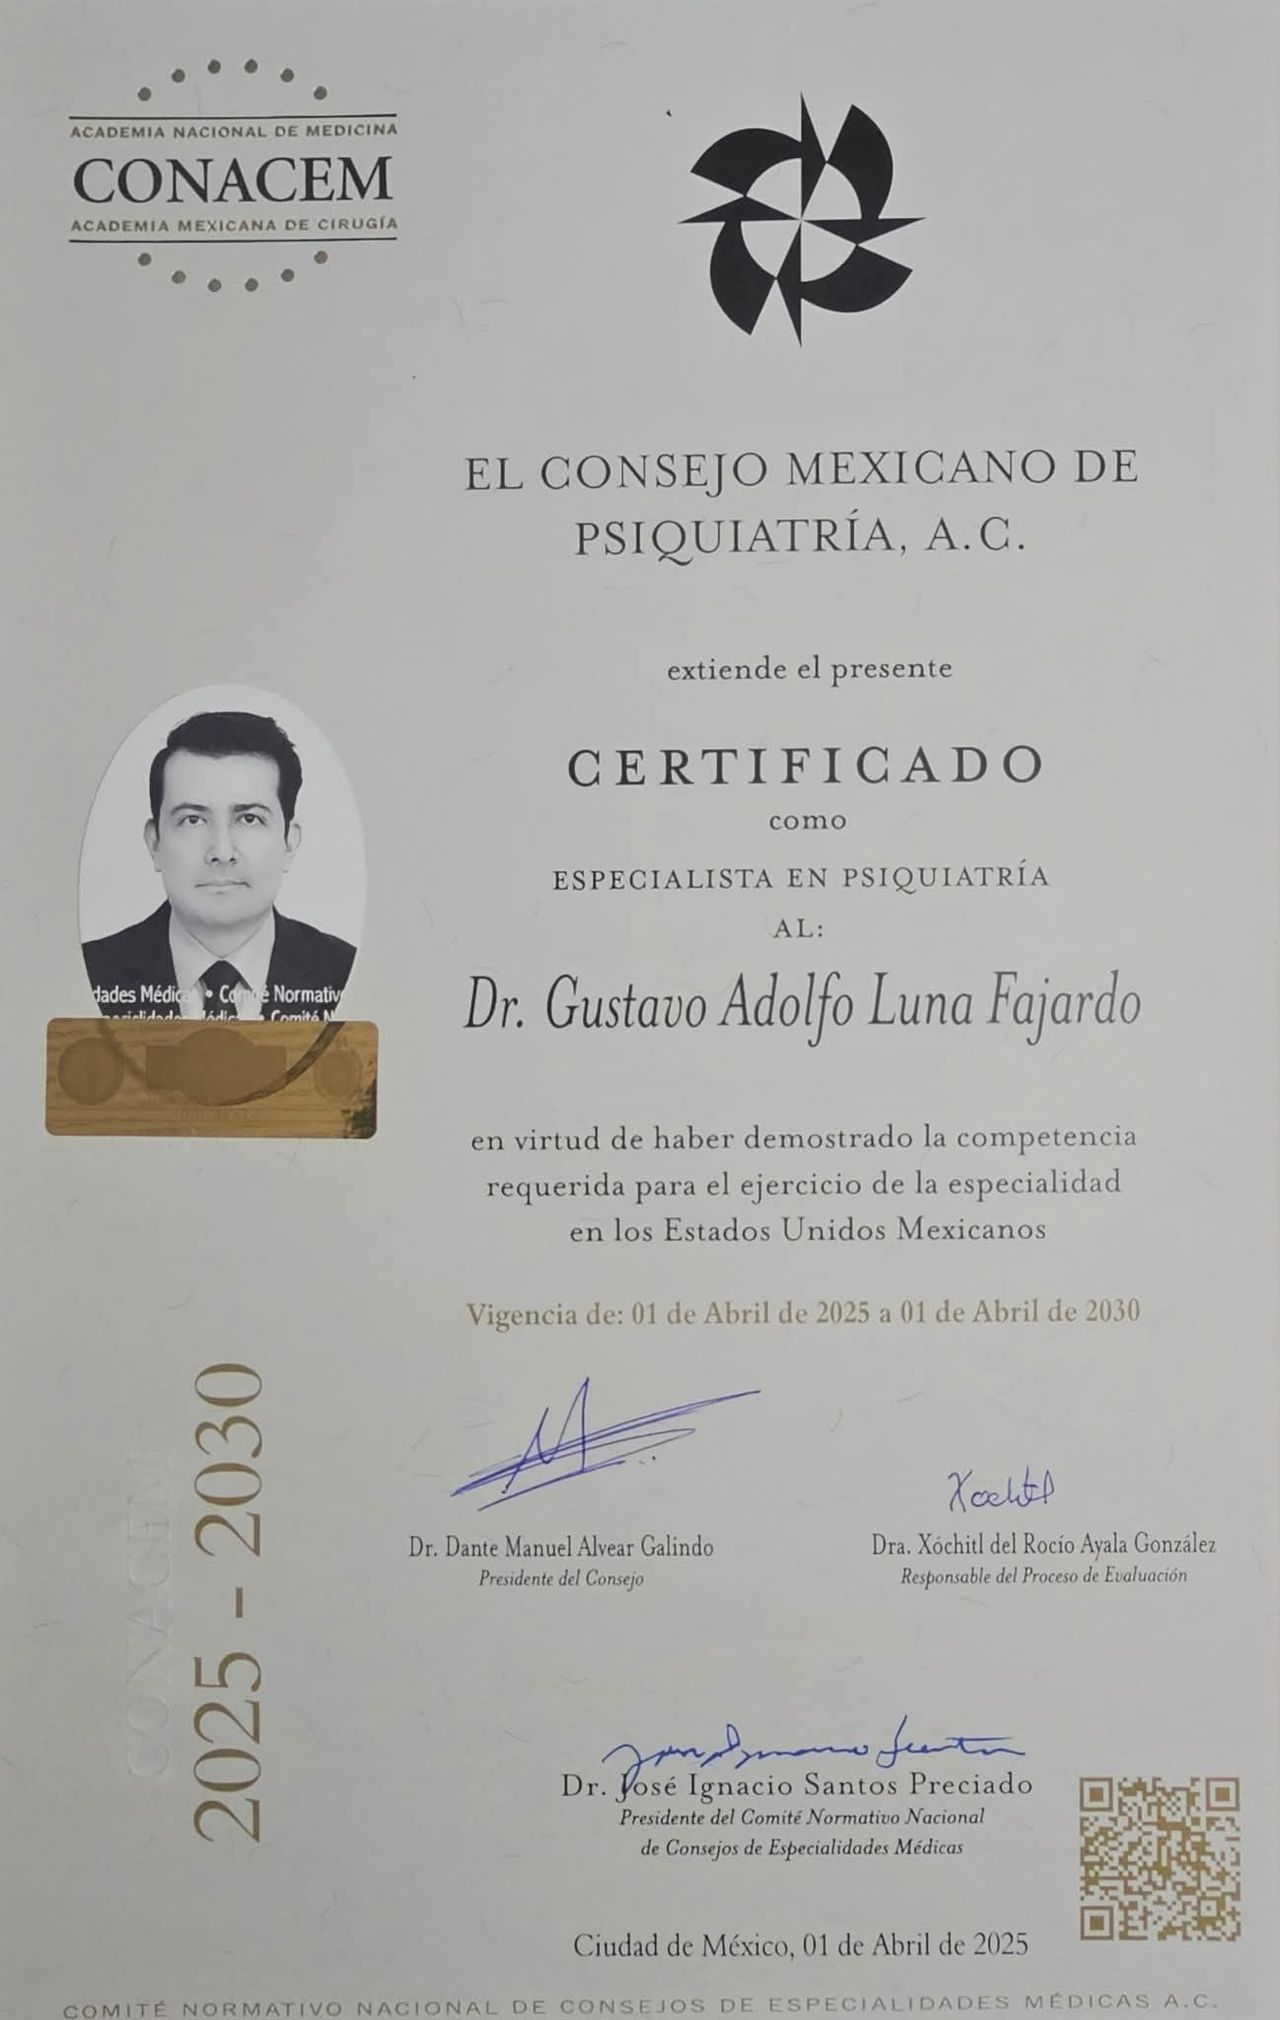 ACADEMIA NACIONAL DE MEDICINA
CONACEM
ACADEMIA MEXICANA DE CIRUGÍA
EL CONSEJO MEXICANO DE
PSIQUIATRÍA, A.C.
extiende el presente
CERTIFICADO
como
ESPECIALISTA EN PSIQUIATRÍA
AL:
Dr. Gustavo Adolfo Luna Fajardo
dades Médica • Comité Normativ
Comité N
en virtud de haber demostrado la competencia
requerida para el ejercicio de la especialidad
en los Estados Unidos Mexicanos
Vigencia de: 01 de Abril de 2025 a 01 de Abril de 2030
CONACEM
2025 - 2030
Xochitl
Dr. Dante Manuel Alvear Galindo
Presidente del Consejo
Dra. Xóchitl del Rocío Ayala González
Responsable del Proceso de Evaluación
Dr. José Ignacio Santos Preciado
Presidente del Comité Normativo Nacional
de Consejos de Especialidades Médicas
Ciudad de México, 01 de Abril de 2025
COMITÉ NORMATIVO NACIONAL DE CONSEJOS DE ESPECIALIDADES MÉDICAS A.C.